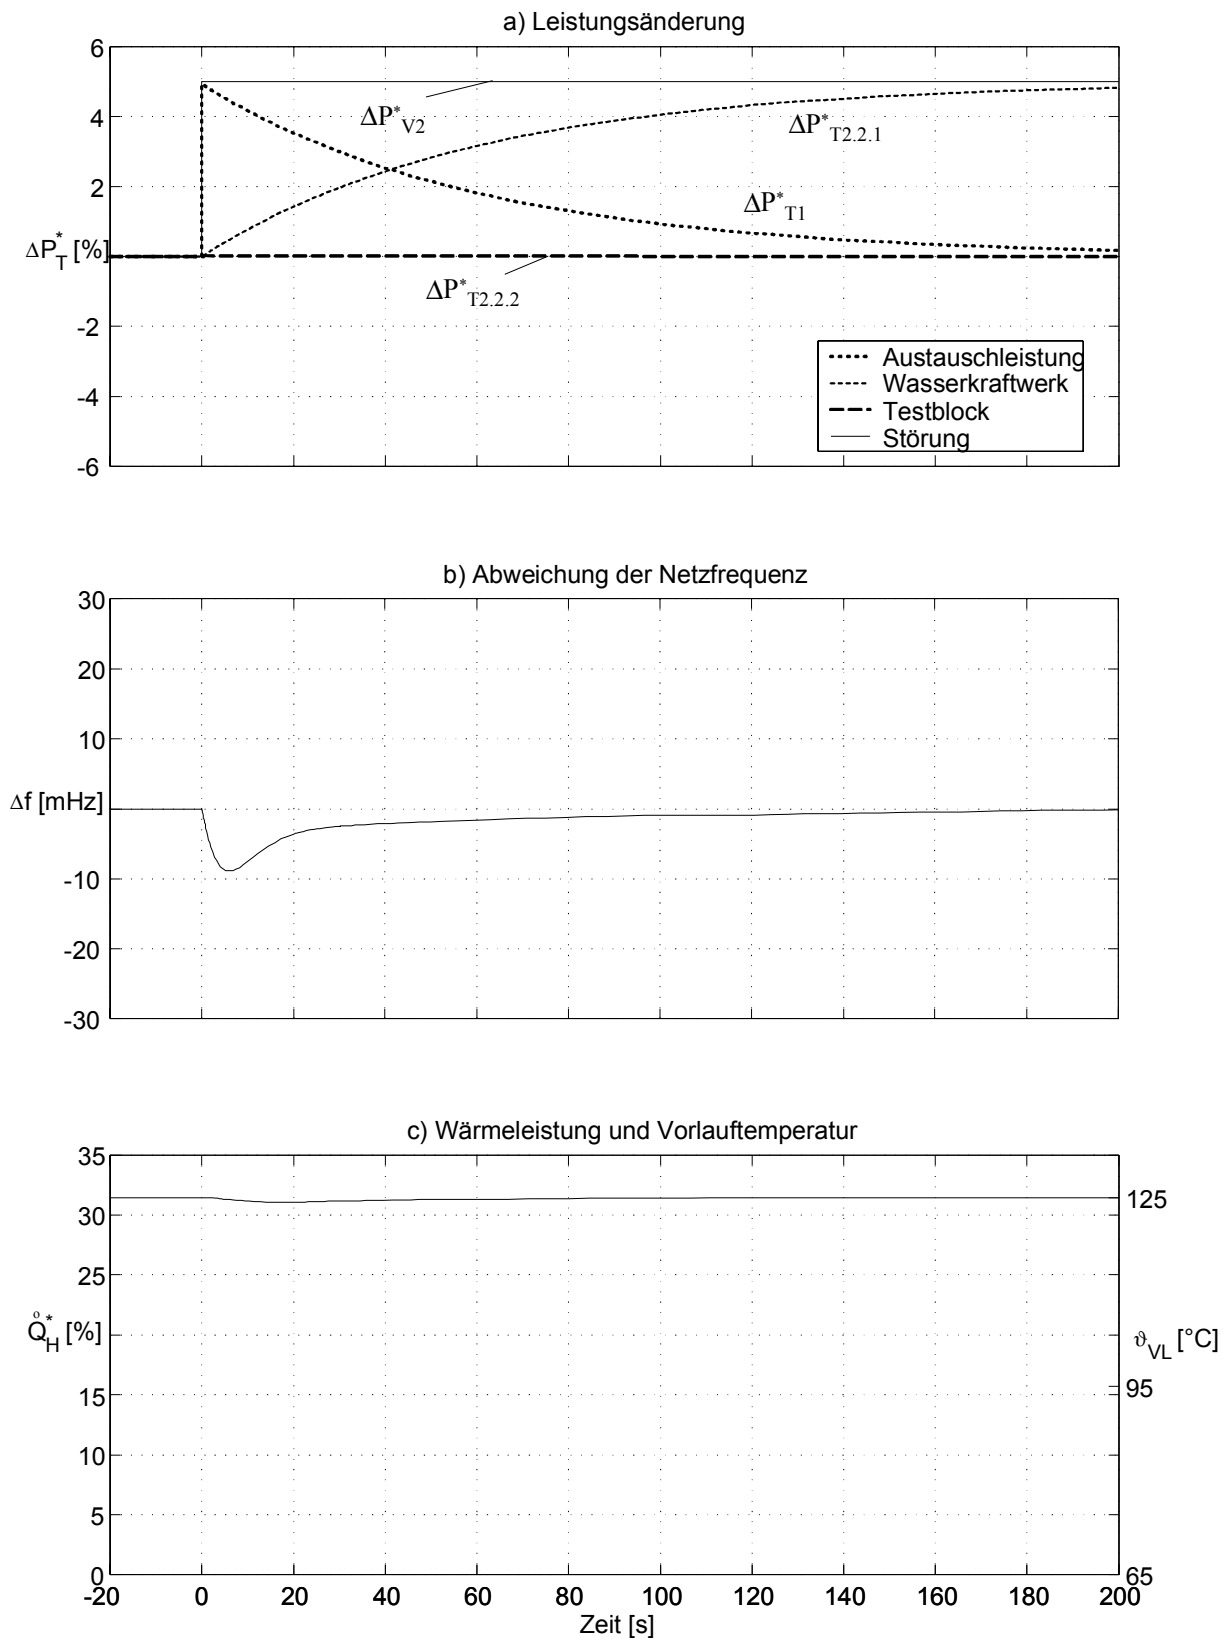 a) Leistungsänderung
6
4
2
ΔP*T [%]
-2
-4
-6
ΔP*V2
ΔP*T2.2.1
ΔP*T1
ΔP*T2.2.2
Austauschleistung
Wasserkraftwerk
Testblock
Störung
b) Abweichung der Netzfrequenz
30
20
10
Δf [mHz]
-10
-20
-30
c) Wärmeleistung und Vorlauftemperatur
35
30
25
Q̊*H [%]
15
10
5
0
125
ϑVL [°C]
95
65
-20 0 20 40 60 80 100 120 140 160 180 200
Zeit [s]